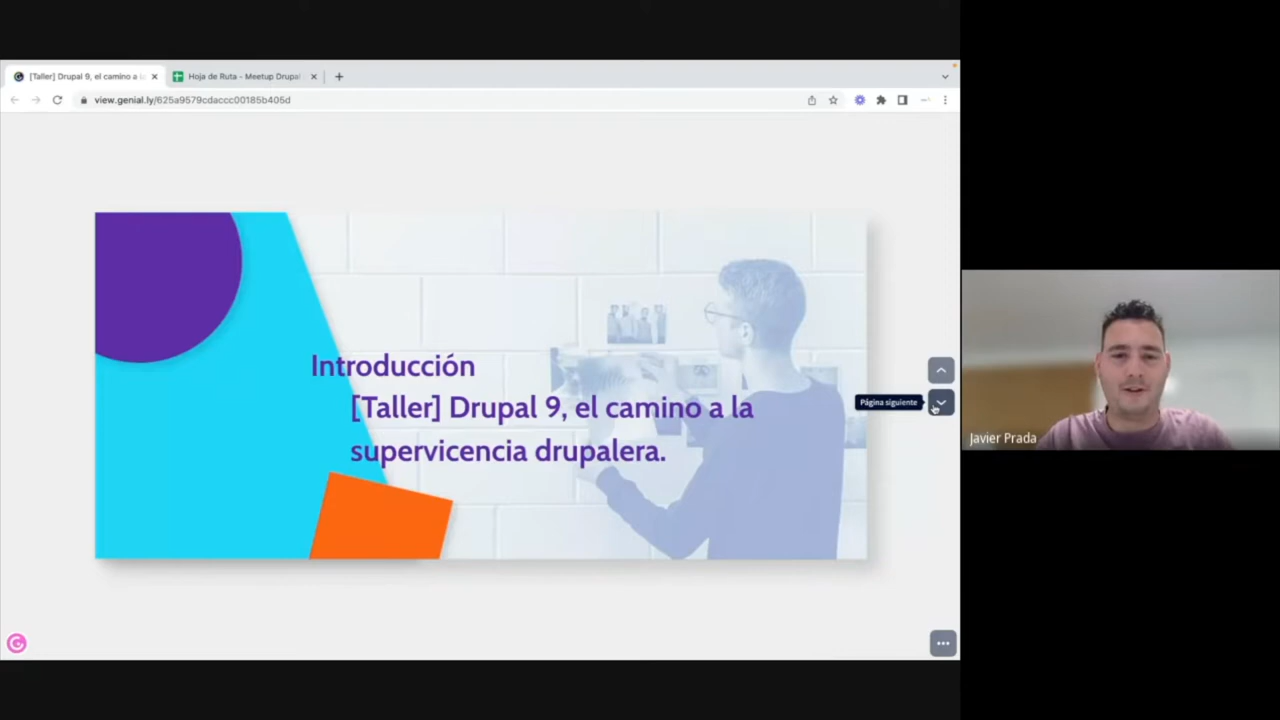 [Taller] Drupal 9, el camino a la
Hoja de Ruta - Meetup Drupal
view.genial.ly/625a9579cdaccc00185b405d
Introducción
[Taller] Drupal 9, el camino a la
supervicencia drupalera.
Página siguiente
Javier Prada